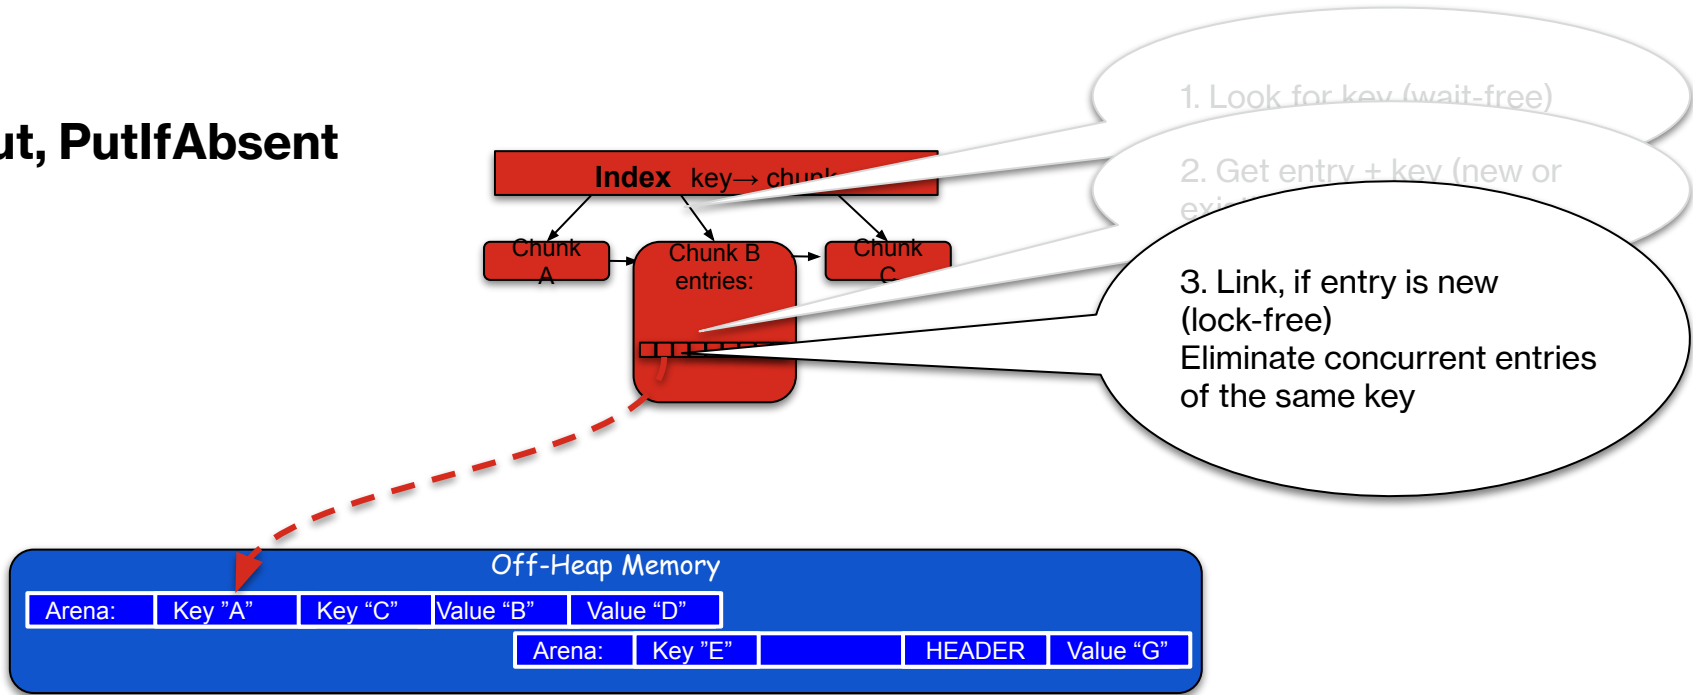 ut, PutIfAbsent
1. Look for key (wait-free)
2. Get entry + key (new or
3. Link, if entry is new
(lock-free)
Eliminate concurrent entries
of the same key
Index key→ chunk
Chunk
A
Chunk B
entries:
Chunk
C
Off-Heap Memory
Arena: Key ”A” Key “C” Value “B” Value “D”
Arena: Key ”E” HEADER Value “G”